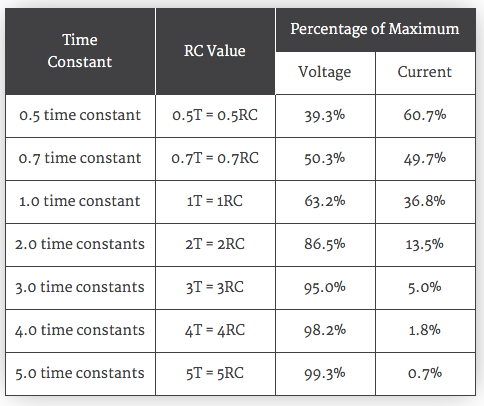 Time
Constant
RC Value
Percentage of Maximum
Voltage
Current
0.5 time constant
0.5T = 0.5RC
39.3%
60.7%
0.7 time constant
0.7T = 0.7RC
50.3%
49.7%
1.0 time constant
1T = 1RC
63.2%
36.8%
2.0 time constants
2T = 2RC
86.5%
13.5%
3.0 time constants
3T = 3RC
95.0%
5.0%
4.0 time constants
4T = 4RC
98.2%
1.8%
5.0 time constants
5T = 5RC
99.3%
0.7%